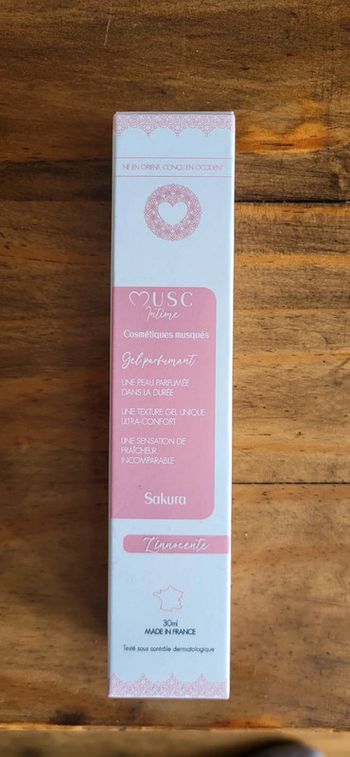 NÉ EN ORIENT, CONÇU EN OCCIDENT
MUSC
Intime
Cosmétiques musqués
Gel parfumant
UNE PEAU PARFUMÉE
DANS LA DURÉE
UNE TEXTURE GEL UNIQUE
ULTRA-CONFORT
UNE SENSATION DE
FRAÎCHEUR
INCOMPARABLE
Sakura
L'innocente
30ml
MADE IN FRANCE
Testé sous contrôle dermatologique